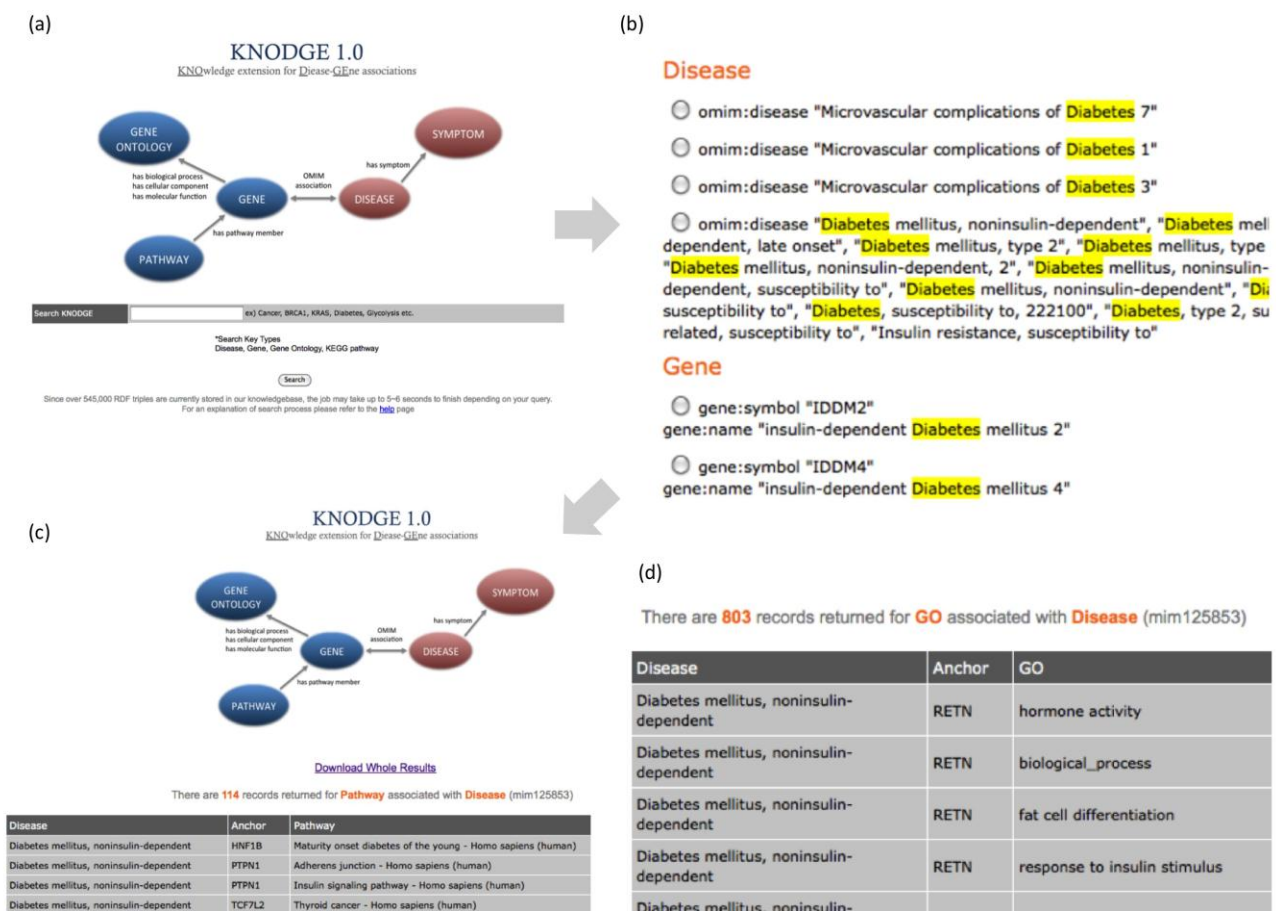 (a)
KNODGE 1.0
KNOwledge extension for Diease-GEne associations
GENE
ONTOLOGY
SYMPTOM
has biological process
has cellular component
has molecular function
GENE
OMIM
association
has symptom
DISEASE
has pathway member
PATHWAY
Search KNODGE
ex) Cancer, BRCA1, KRAS, Diabetes, Glycolysis etc.
*Search Key Types
Disease, Gene, Gene Ontology, KEGG pathway
Search
Since over 545,000 RDF triples are currently stored in our knowledgebase, the job may take up to 5~6 seconds to finish depending on your query.
For an explanation of search process please refer to the help page
(b)
Disease
omim:disease "Microvascular complications of Diabetes 7"
omim:disease "Microvascular complications of Diabetes 1"
omim:disease "Microvascular complications of Diabetes 3"
omim:disease "Diabetes mellitus, noninsulin-dependent", "Diabetes mel
dependent, late onset", "Diabetes mellitus, type 2", "Diabetes mellitus, type
"Diabetes mellitus, noninsulin-dependent, 2", "Diabetes mellitus, noninsulin-
dependent, susceptibility to", "Diabetes mellitus, noninsulin-dependent", "Dia
susceptibility to", "Diabetes, susceptibility to, 222100", "Diabetes, type 2, su
related, susceptibility to", "Insulin resistance, susceptibility to"
Gene
gene:symbol "IDDM2"
gene:name "insulin-dependent Diabetes mellitus 2"
gene:symbol "IDDM4"
gene:name "insulin-dependent Diabetes mellitus 4"
(c)
KNODGE 1.0
KNOwledge extension for Diease-GEne associations
GENE
ONTOLOGY
SYMPTOM
has biological process
has cellular component
has molecular function
GENE
OMIM
association
has symptom
DISEASE
has pathway member
PATHWAY
Download Whole Results
There are 114 records returned for Pathway associated with Disease (mim125853)
Disease Anchor Pathway
Diabetes mellitus, noninsulin-dependent HNF1B Maturity onset diabetes of the young - Homo sapiens (human)
Diabetes mellitus, noninsulin-dependent PTPN1 Adherens junction - Homo sapiens (human)
Diabetes mellitus, noninsulin-dependent PTPN1 Insulin signaling pathway - Homo sapiens (human)
Diabetes mellitus, noninsulin-dependent TCF7L2 Thyroid cancer - Homo sapiens (human)
(d)
There are 803 records returned for GO associated with Disease (mim125853)
Disease Anchor GO
Diabetes mellitus, noninsulin-
dependent RETN hormone activity
Diabetes mellitus, noninsulin-
dependent RETN biological_process
Diabetes mellitus, noninsulin-
dependent RETN fat cell differentiation
Diabetes mellitus, noninsulin-
dependent RETN response to insulin stimulus
Diabetes mellitus, noninsulin-